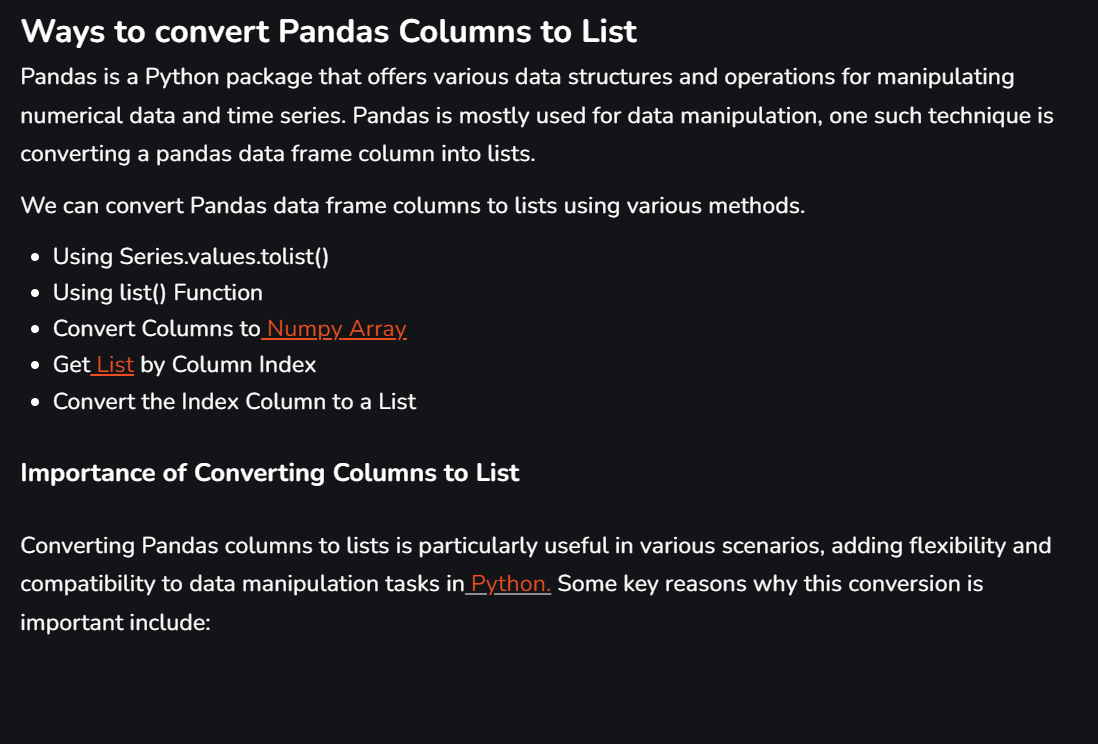 Ways to convert Pandas Columns to List
Pandas is a Python package that offers various data structures and operations for manipulating
numerical data and time series. Pandas is mostly used for data manipulation, one such technique is
converting a pandas data frame column into lists.
We can convert Pandas data frame columns to lists using various methods.
• Using Series.values.tolist()
• Using list() Function
• Convert Columns to Numpy Array
• Get List by Column Index
• Convert the Index Column to a List
Importance of Converting Columns to List
Converting Pandas columns to lists is particularly useful in various scenarios, adding flexibility and
compatibility to data manipulation tasks in Python. Some key reasons why this conversion is
important include: